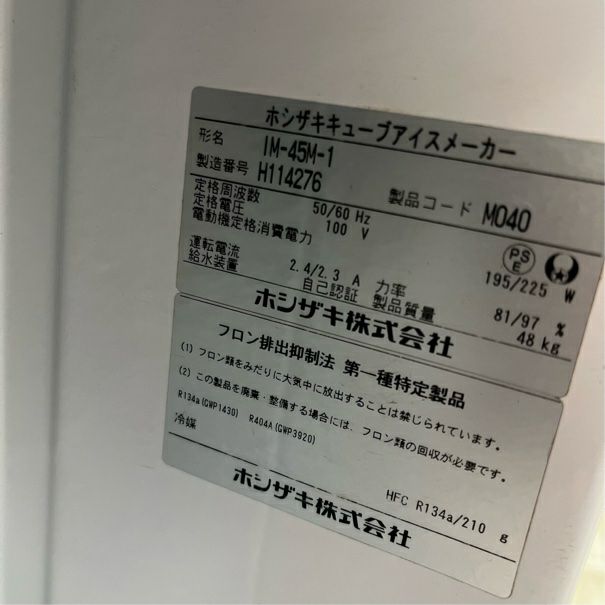 ホシザキキューブアイスメーカー
形名 IM-45M-1
製造番号 H114276 製品コード M040
定格周波数 50/60 Hz
定格電圧 100 V
電動機定格消費電力 195/225 W
運転電流 2.4/2.3 A 力率 81/97 %
給水装置 自己認証 製品質量 48 kg
PS E
ホシザキ株式会社
フロン排出抑制法 第一種特定製品
(1) フロン類をみだりに大気中に放出することは禁じられています。
(2) この製品を廃棄・整備する場合には、フロン類の回収が必要です。
R134a(GWP1430) R404A(GWP3920)
冷媒 HFC R134a/210 g
ホシザキ株式会社